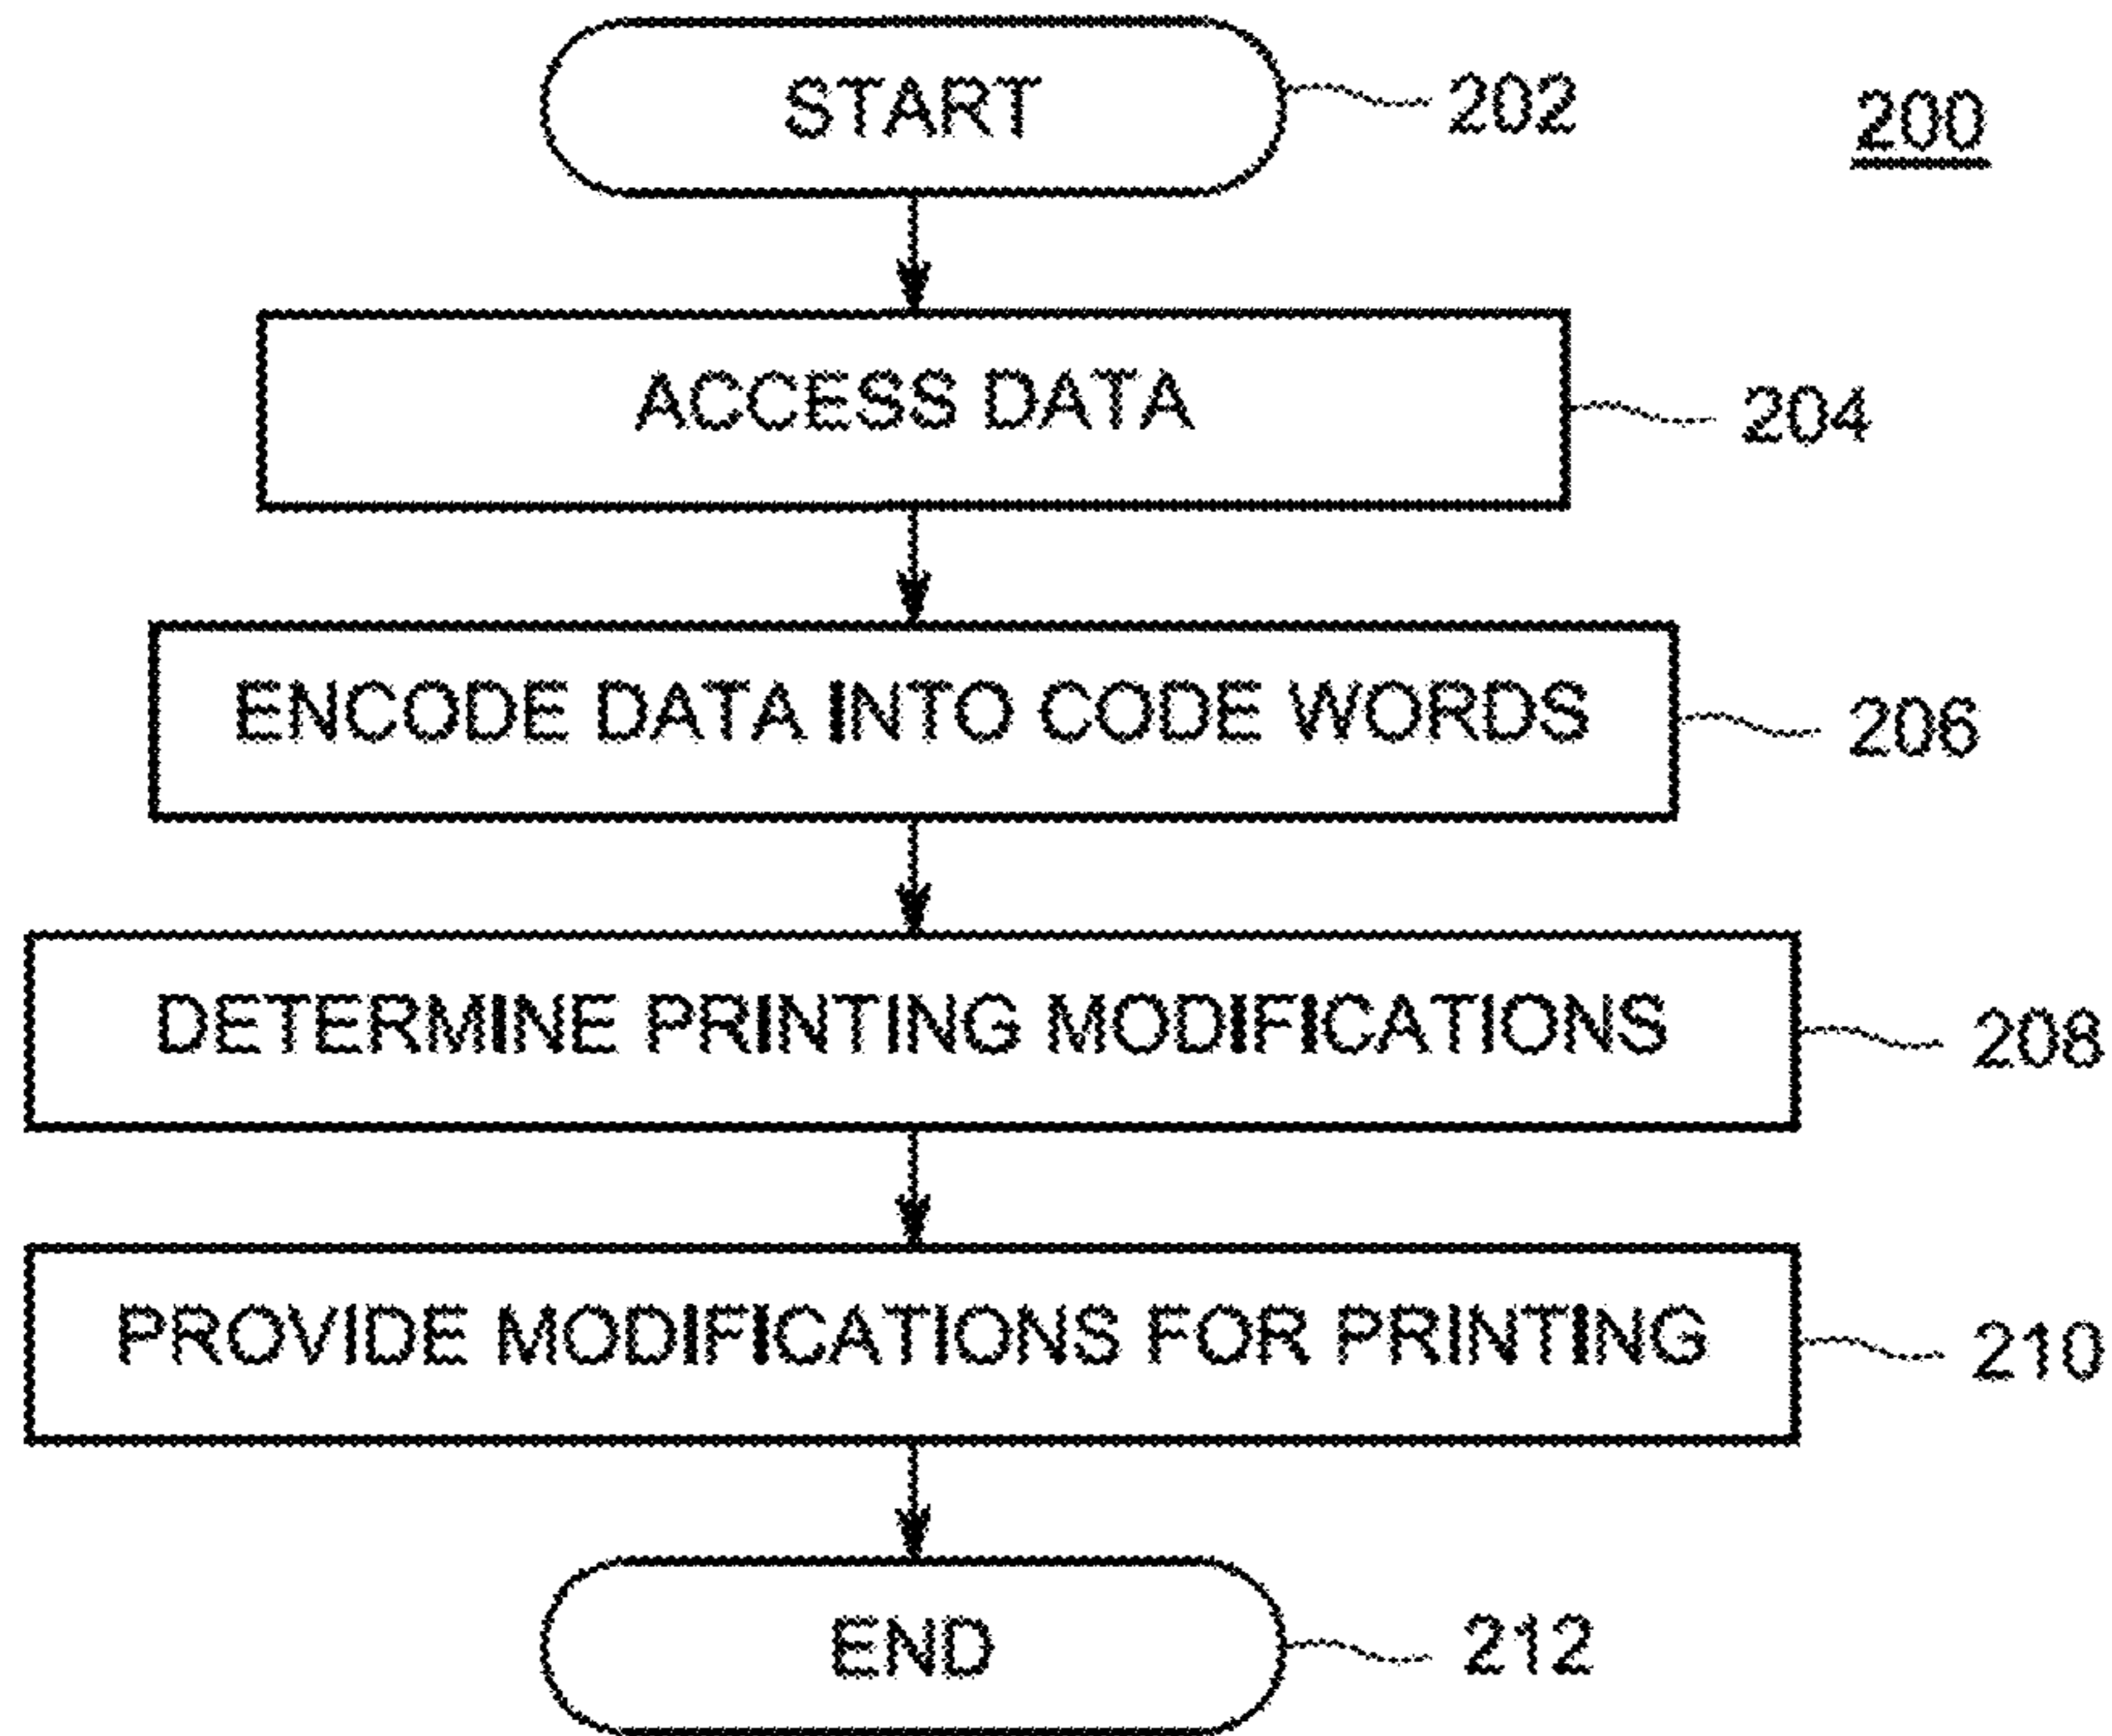 START
202
200
ACCESS DATA
204
ENCODE DATA INTO CODE WORDS
206
DETERMINE PRINTING MODIFICATIONS
208
PROVIDE MODIFICATIONS FOR PRINTING
210
END
212